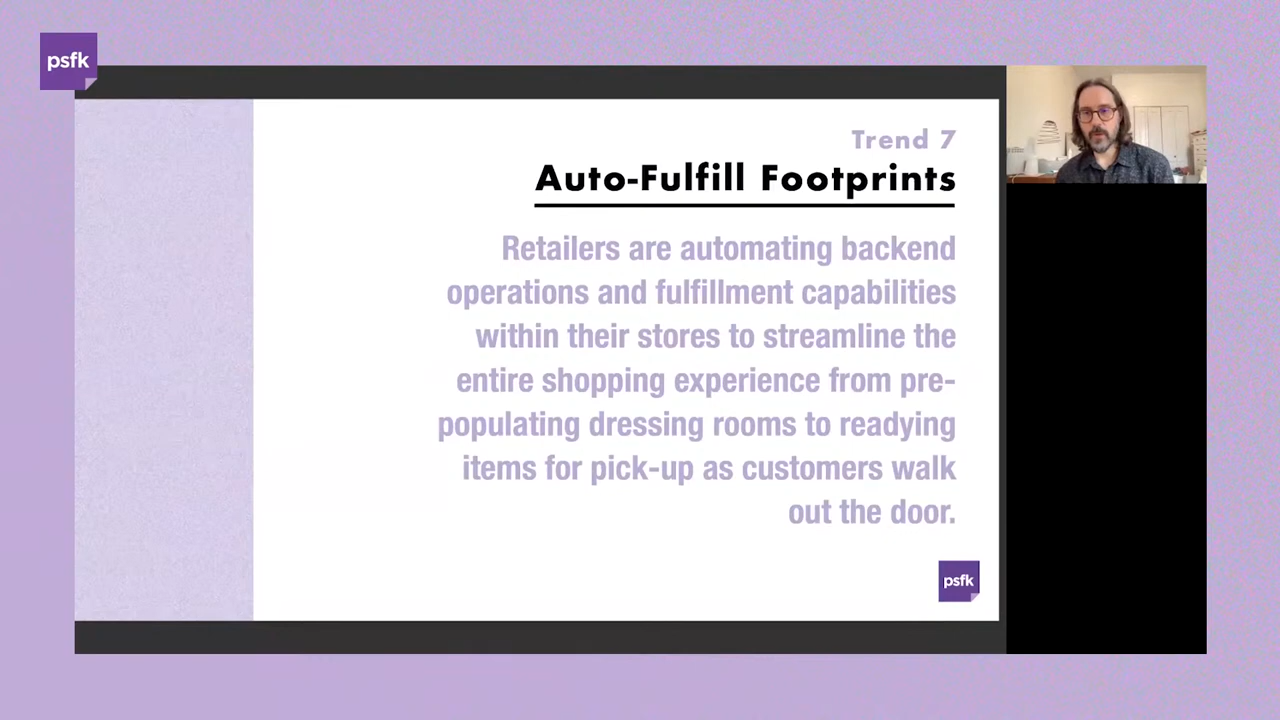 psfk
Trend 7
Auto-Fulfill Footprints
Retailers are automating backend
operations and fulfillment capabilities
within their stores to streamline the
entire shopping experience from pre-
populating dressing rooms to readying
items for pick-up as customers walk
out the door.
psfk